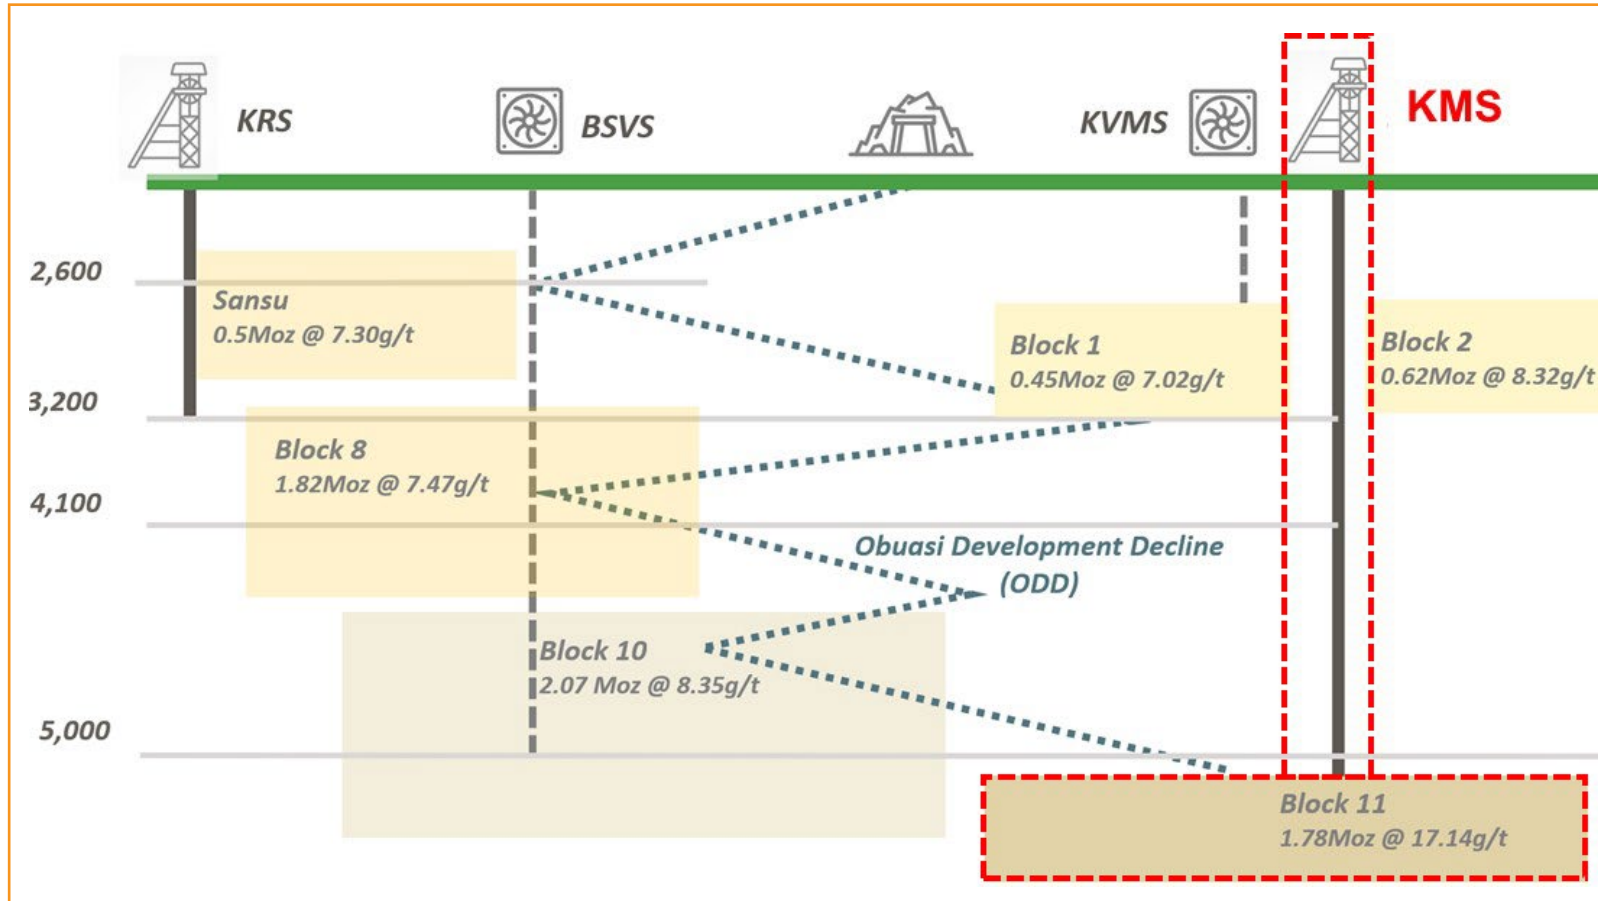 KRS
BSVS
KVMS
KMS
2,600
Sansu
0.5Moz @ 7.30g/t
Block 1
0.45Moz @ 7.02g/t
Block 2
0.62Moz @ 8.32g/t
3,200
Block 8
1.82Moz @ 7.47g/t
4,100
Obuasi Development Decline
(ODD)
Block 10
2.07 Moz @ 8.35g/t
5,000
Block 11
1.78Moz @ 17.14g/t